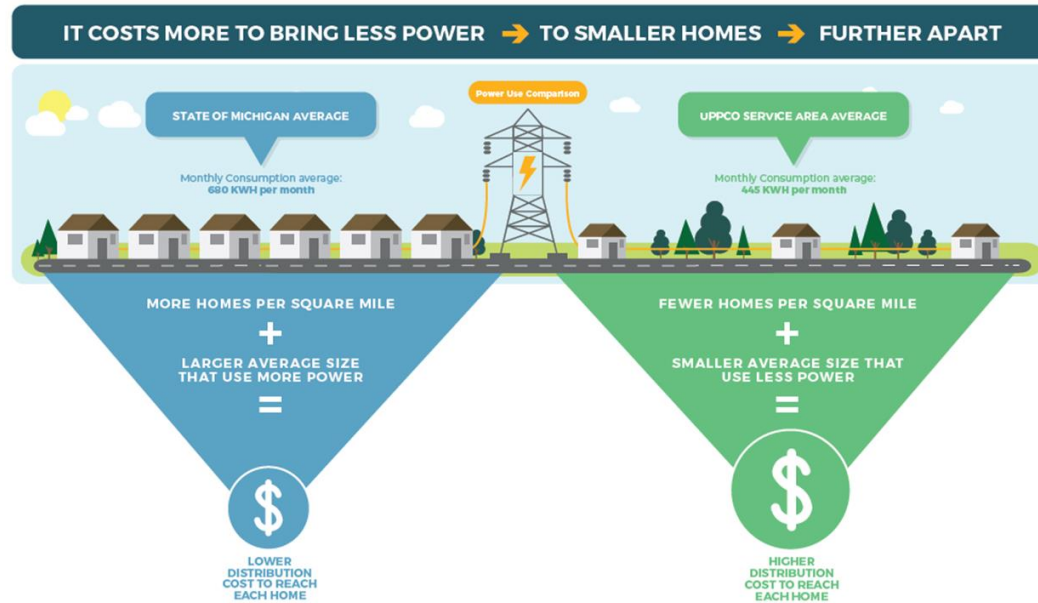 IT COSTS MORE TO BRING LESS POWER → TO SMALLER HOMES → FURTHER APART
Power Use Comparison
STATE OF MICHIGAN AVERAGE
Monthly Consumption average:
680 KWH per month
UPPCO SERVICE AREA AVERAGE
Monthly Consumption average:
445 KWH per month
MORE HOMES PER SQUARE MILE
+
LARGER AVERAGE SIZE
THAT USE MORE POWER
=
$
LOWER
DISTRIBUTION
COST TO REACH
EACH HOME
FEWER HOMES PER SQUARE MILE
+
SMALLER AVERAGE SIZE THAT
USE LESS POWER
=
$
HIGHER
DISTRIBUTION
COST TO REACH
EACH HOME